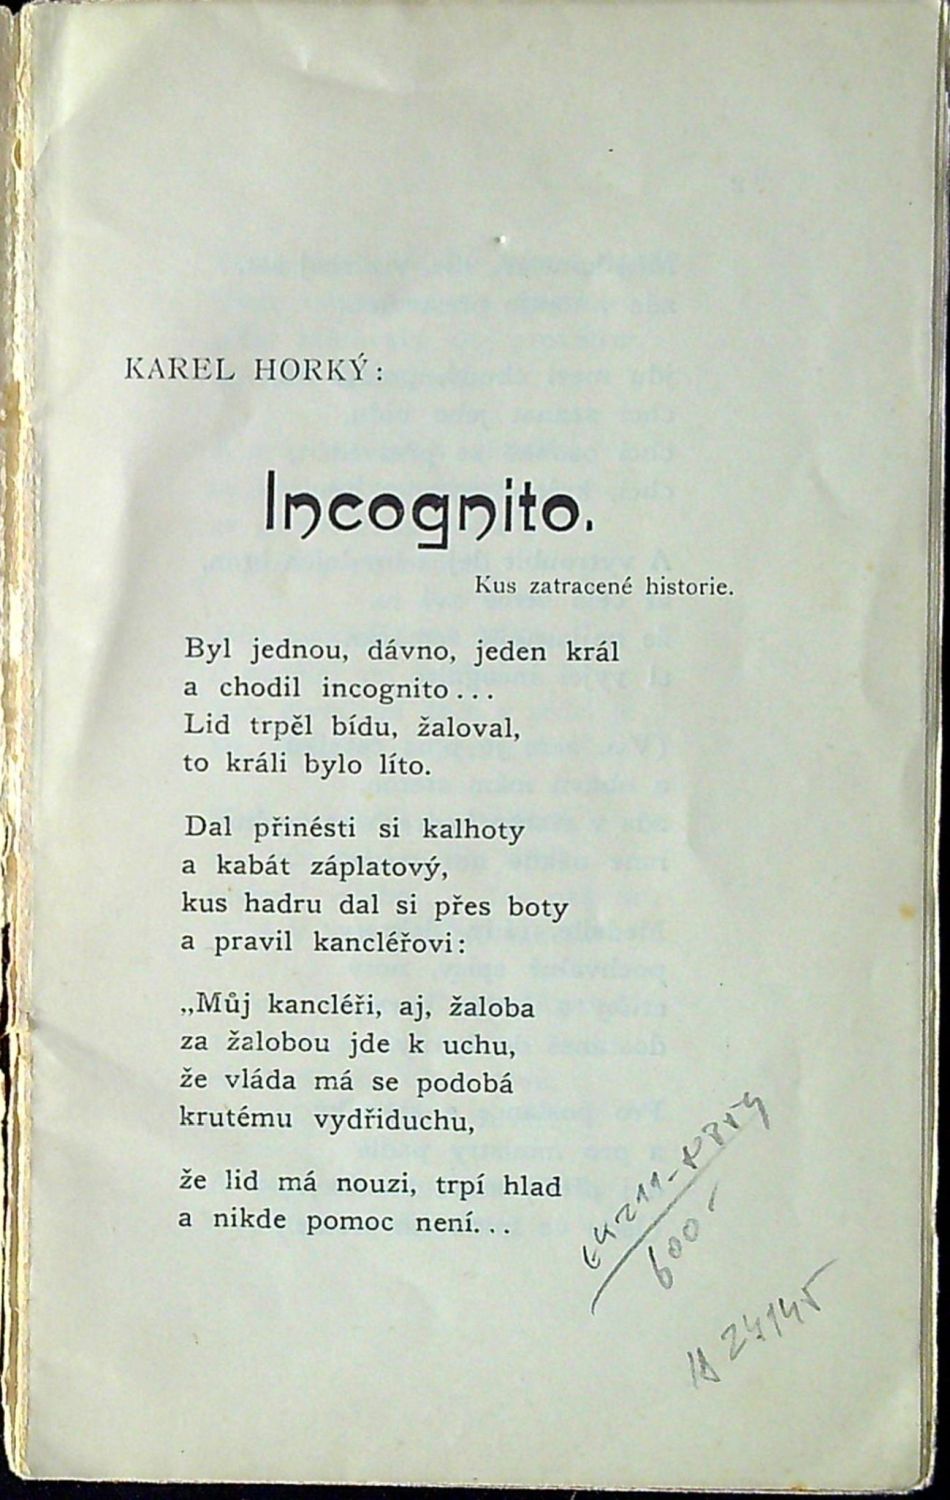 KAREL HORKÝ:
Incognito.
Kus zatracené historie.
Byl jednou, dávno, jeden král
a chodil incognito...
Lid trpěl bídu, žaloval,
to králi bylo líto.
Dal přinésti si kalhoty
a kabát záplatový,
kus hadru dal si přes boty
a pravil kancléřovi:
„Můj kancléři, aj, žaloba
za žalobou jde k uchu,
že vláda má se podobá
krutému vydřiduchu,
že lid má nouzi, trpí hlad
a nikde pomoc není...
600.-
24145